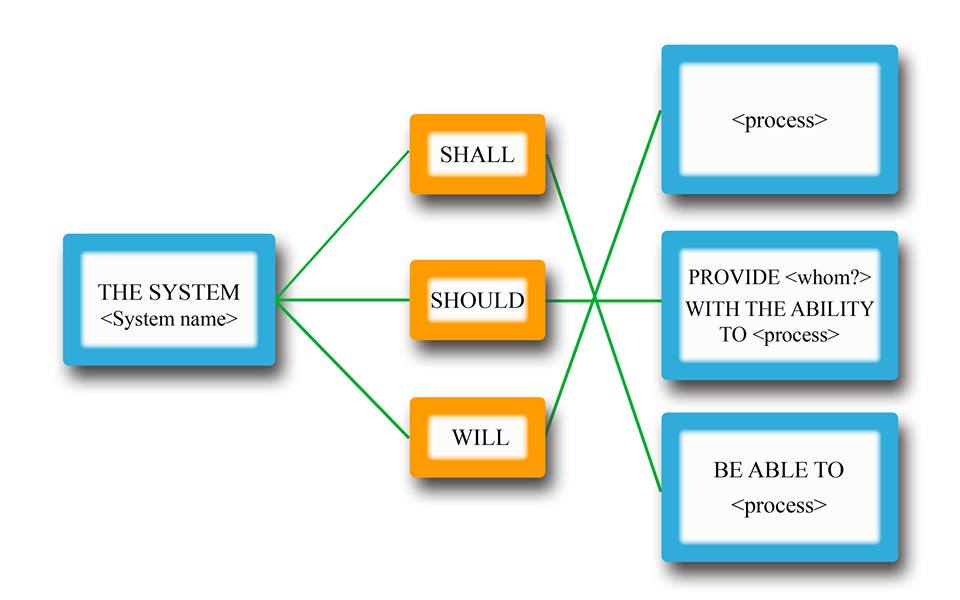 THE SYSTEM
<System name>
SHALL
SHOULD
WILL
<process>
PROVIDE <whom?>
WITH THE ABILITY
TO <process>
BE ABLE TO
<process>